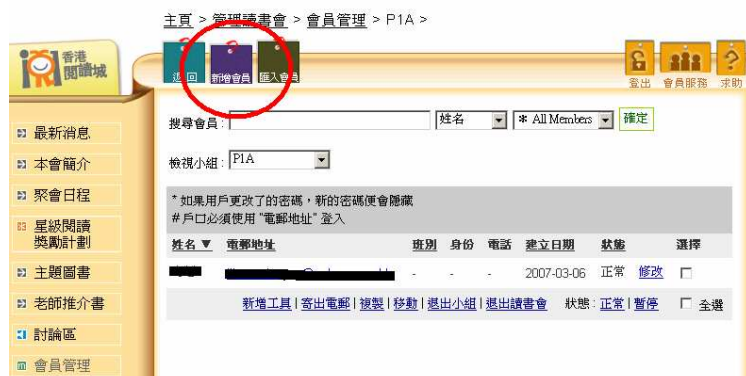 主頁 > 管理讀書會 > 會員管理 > P1A >
香港
閱讀城
返回
新增會員
匯入會員
登出
會員服務
求助
最新消息
本會簡介
聚會日程
星級閱讀
獎勵計劃
主題圖書
老師推介書
討論區
會員管理
搜尋會員 :
姓名
* All Members
確定
檢視小組 : P1A
* 如果用戶更改了的密碼，新的密碼便會隱藏
# 戶口必須使用 "電郵地址" 登入
姓名 ▼ 電郵地址 班別 身份 電話 建立日期 狀態 選擇
- - - 2007-03-06 正常 修改
新增工具 | 寄出電郵 | 複製 | 移動 | 退出小組 | 退出讀書會 狀態 : 正常 | 暫停 全選